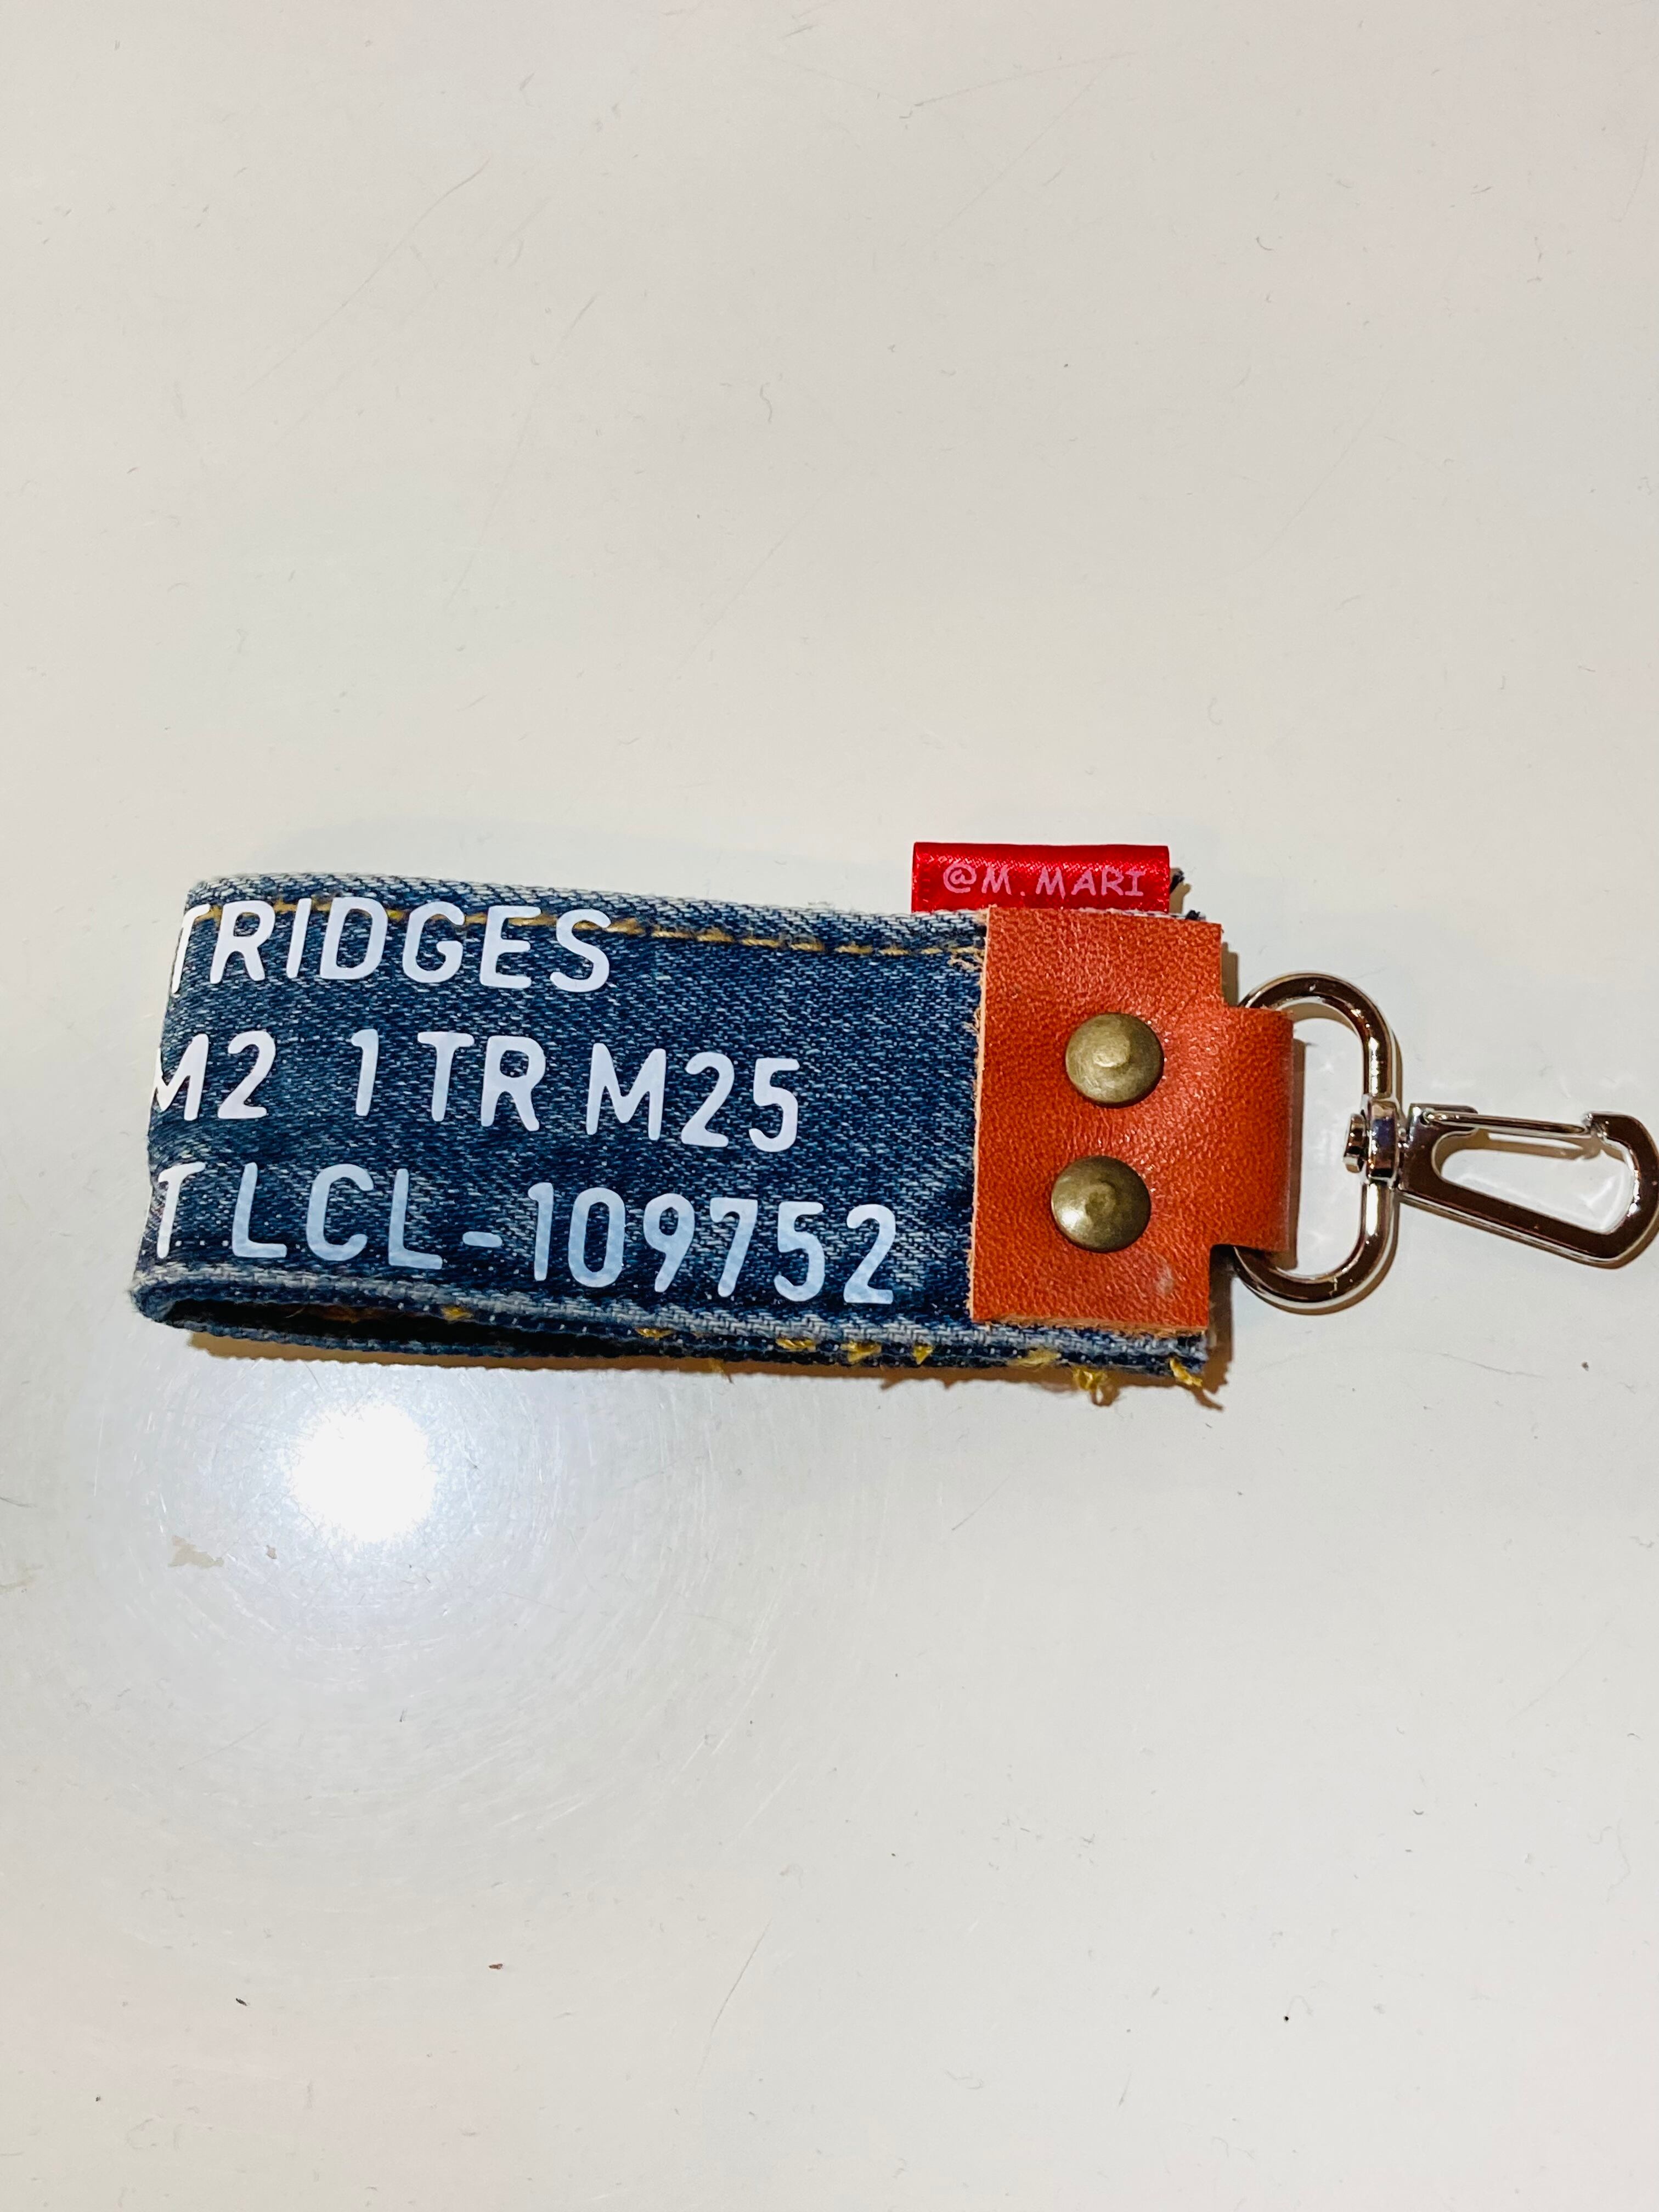 @M.MARI
TRIDGES
M2 1 TR M25
T LCL-109752